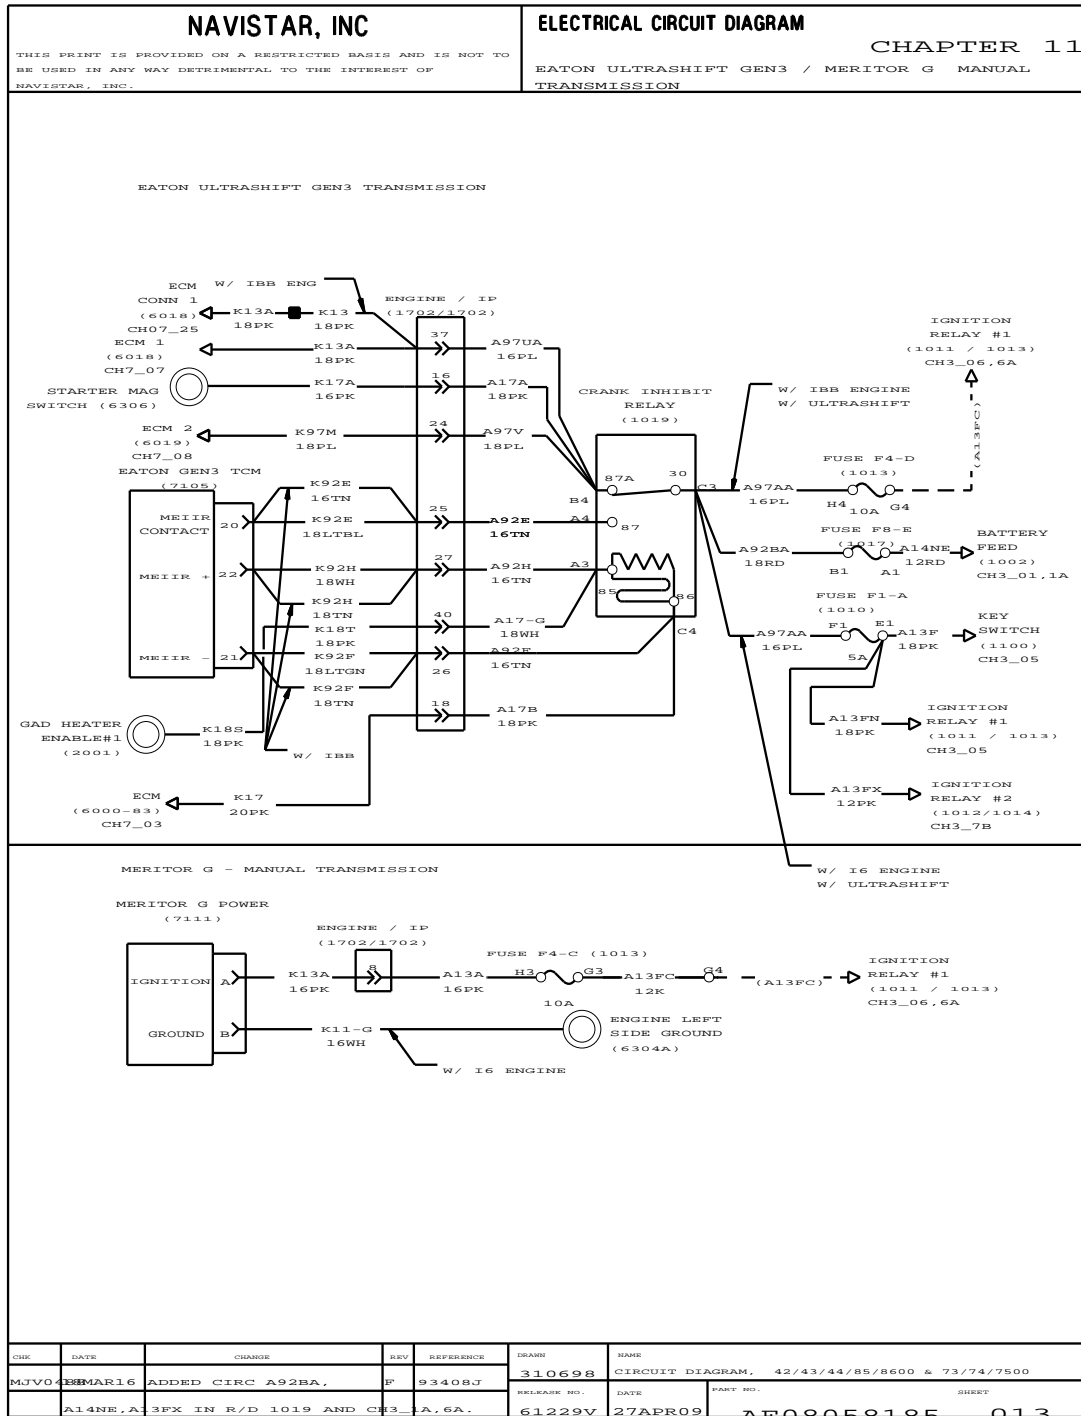 NAVISTAR, INC
THIS PRINT IS PROVIDED ON A RESTRICTED BASIS AND IS NOT TO
BE USED IN ANY WAY DETRIMENTAL TO THE INTEREST OF
NAVISTAR, INC.
ELECTRICAL CIRCUIT DIAGRAM
CHAPTER 11
EATON ULTRASHIFT GEN3 / MERITOR G MANUAL
TRANSMISSION
EATON ULTRASHIFT GEN3 TRANSMISSION
W/ IBB ENG
ECM
CONN 1
(6018)
CH07_25
K13A
18PK
K13
18PK
ENGINE / IP
(1702/1702)
ECM 1
(6018)
CH7_07
K13A
18PK
37
A97UA
16PL
STARTER MAG
SWITCH (6306)
K17A
16PK
16
A17A
18PK
ECM 2
(6019)
CH7_08
K97M
18PL
24
A97V
18PL
EATON GEN3 TCM
(7105)
MEIIR
CONTACT
20
MEIIR +
22
MEIIR -
21
K92E
16TN
K92E
18LTBL
25
A92E
16TN
K92H
18WH
27
A92H
16TN
K92H
18TN
K18T
18PK
40
A17-G
18WH
K92F
18LTGN
26
A92F
16TN
K92F
18TN
18
A17B
18PK
GAD HEATER
ENABLE#1
(2001)
K18S
18PK
W/ IBB
ECM
(6000-83)
CH7_03
K17
20PK
CRANK INHIBIT
RELAY
(1019)
87A
30
B4
C3
A4
87
A3
85
86
C4
W/ IBB ENGINE
W/ ULTRASHIFT
IGNITION
RELAY #1
(1011 / 1013)
CH3_06,6A
(A13FC)
FUSE F4-D
(1013)
A97AA
16PL
H4
10A
G4
FUSE F8-E
(1017)
A92BA
18RD
B1
A1
A14NE
12RD
BATTERY
FEED
(1002)
CH3_01,1A
FUSE F1-A
(1010)
A97AA
16PL
F1
E1
5A
A13F
18PK
KEY
SWITCH
(1100)
CH3_05
A13FN
18PK
IGNITION
RELAY #1
(1011 / 1013)
CH3_05
A13FX
12PK
IGNITION
RELAY #2
(1012/1014)
CH3_7B
W/ I6 ENGINE
W/ ULTRASHIFT
MERITOR G - MANUAL TRANSMISSION
MERITOR G POWER
(7111)
IGNITION
A
GROUND
B
K13A
16PK
ENGINE / IP
(1702/1702)
8
A13A
16PK
FUSE F4-C (1013)
H3
G3
10A
A13FC
12K
G4
(A13FC)
IGNITION
RELAY #1
(1011 / 1013)
CH3_06,6A
K11-G
16WH
ENGINE LEFT
SIDE GROUND
(6304A)
W/ I6 ENGINE
CHK
DATE
CHANGE
REV
REFERENCE
ADDED CIRC A92BA,
F
93408J
A14NE,A13FX IN R/D 1019 AND CH3_1A,6A.
DRAWN
310698
NAME
CIRCUIT DIAGRAM, 42/43/44/85/8600 & 73/74/7500
RELEASE NO.
61229V
DATE
27APR09
PART NO.
AF08058185
SHEET
013